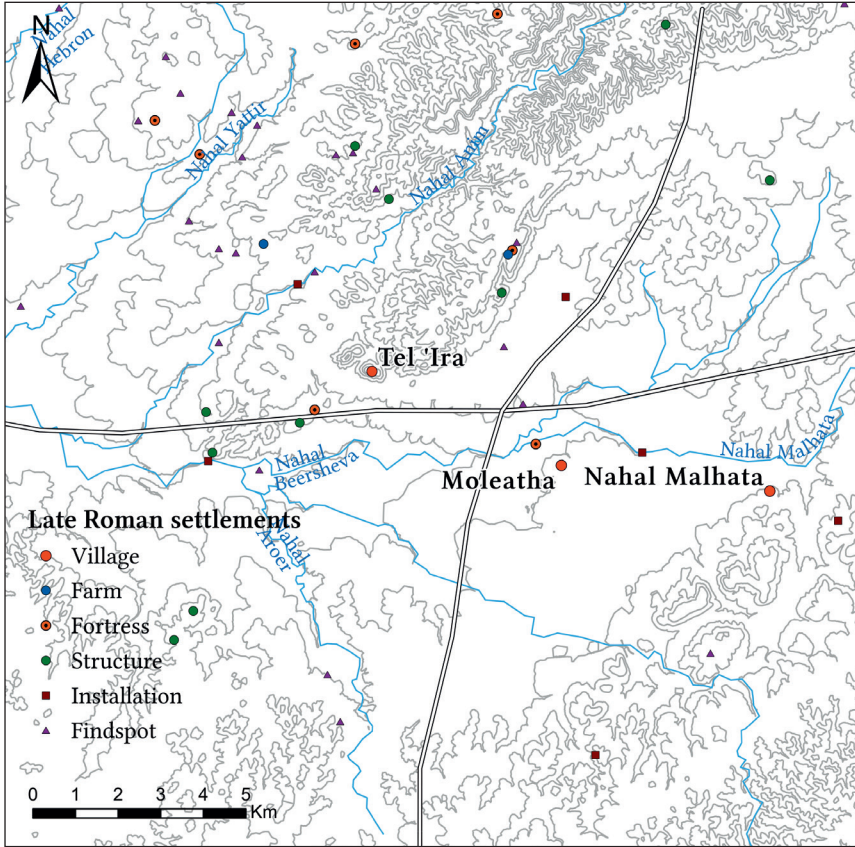 Nahal
Hebron
N
Nahal Yattir
Nahal Anim
Tel 'Ira
Nahal
Beersheva
Moleatha
Nahal Malhata
Nahal Malhata
Nahal
Aroer
Late Roman settlements
Village
Farm
Fortress
Structure
Installation
Findspot
0 1 2 3 4 5
Km